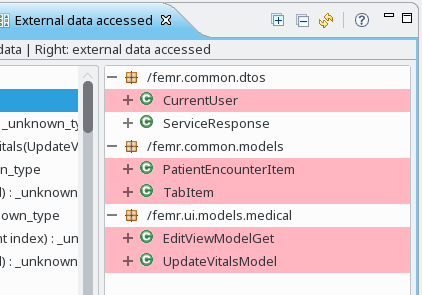 External data accessed
data | Right: external data accessed
/femr.common.dtos
CurrentUser
_unknown_ty
ServiceResponse
itals(UpdateV
/femr.common.models
n_type
PatientEncounterItem
d) : _unknown
TabItem
own_type
/femr.ui.models.medical
nt index) : _un
EditViewModelGet
d) : _unknown
UpdateVitalsModel